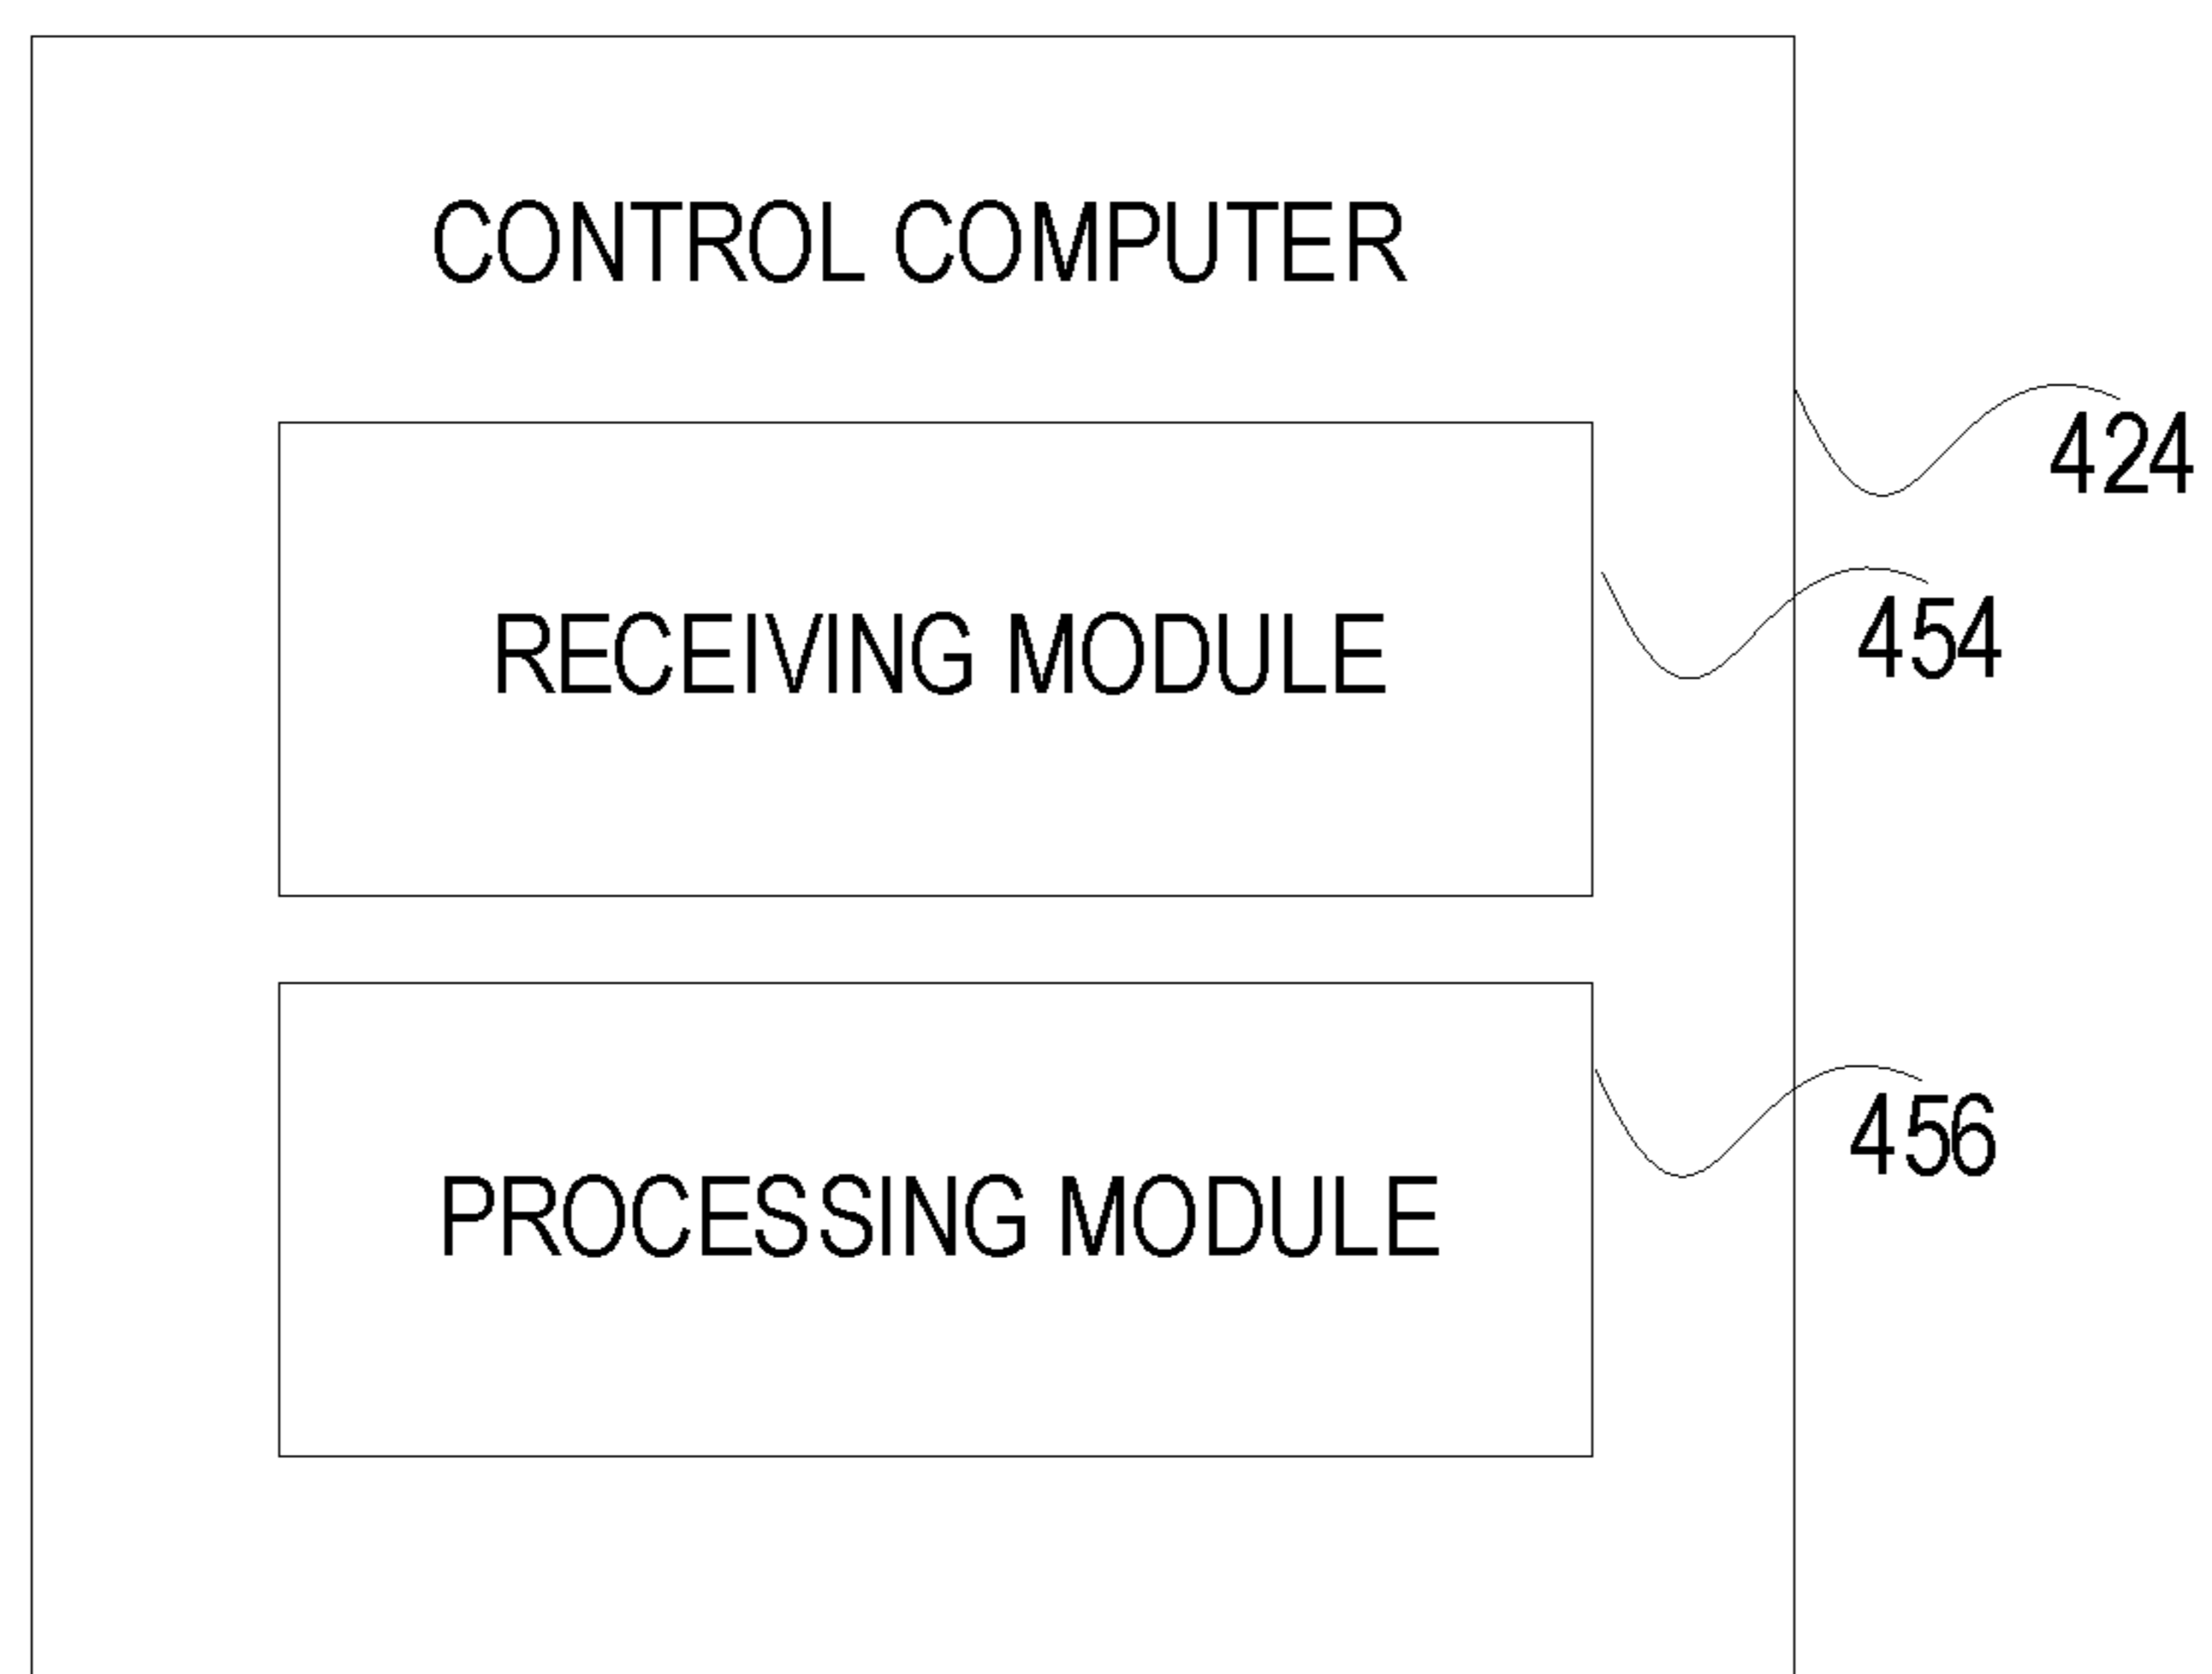 CONTROL COMPUTER
424
RECEIVING MODULE
454
PROCESSING MODULE
456